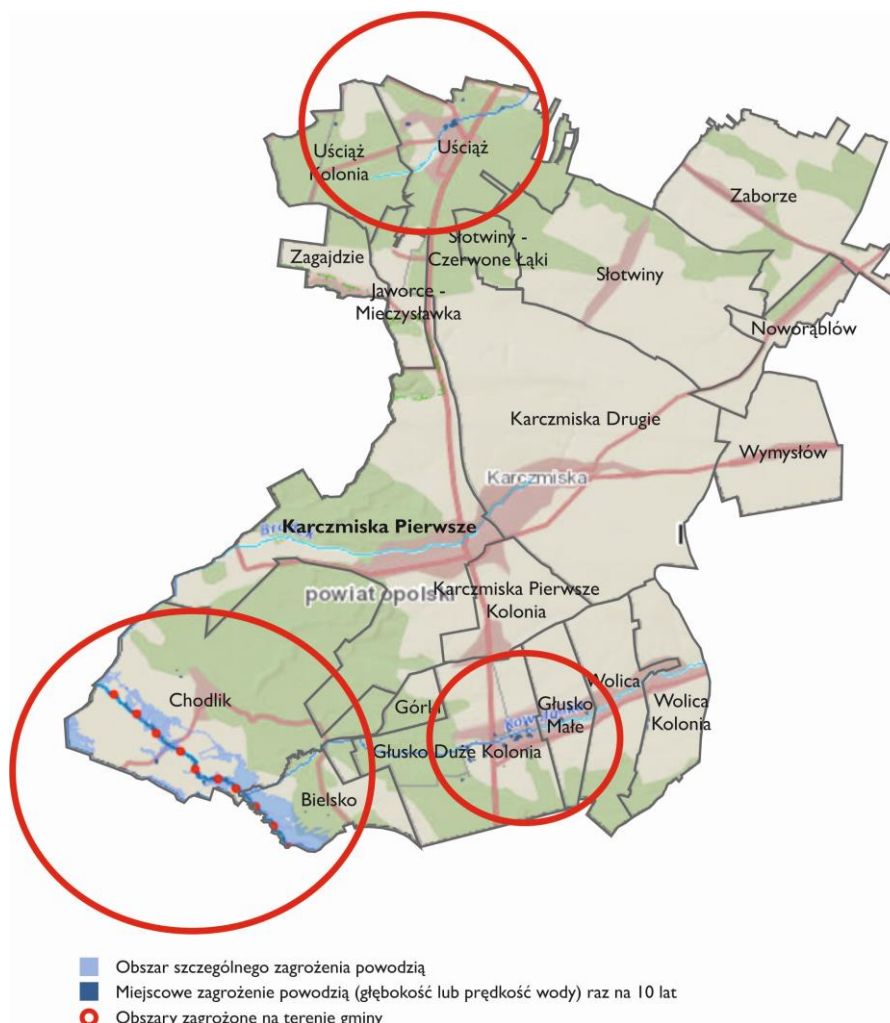 Uściąż
Kolonia
Uściąż
Zaborze
Zagajdzie
Słotwiny -
Czerwone Łąki
Słotwiny
Jaworce -
Mieczysławka
Noworąblów
Karczmiska Drugie
Wymysłów
Karczmiska
Karczmiska Pierwsze
powiat opolski
Karczmiska Pierwsze
Kolonia
Chodlik
Górki
Głusko
Małe
Wolica
Wolica
Kolonia
Głusko Duże Kolonia
Bielsko
Obszar szczególnego zagrożenia powodzią
Miejscowe zagrożenie powodzią (głębokość lub prędkość wody) raz na 10 lat
Obszary zagrożone na terenie gminy